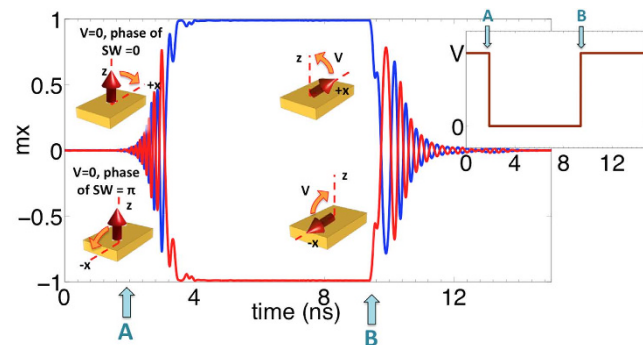 1
0.5
0
-0.5
-1
mx
0
4
8
12
time (ns)
A
B
V=0, phase of
SW =0
z
+x
V=0, phase
of SW = π
z
-x
z
V
+x
V
z
-x
A
B
V
0
0
4
8
12